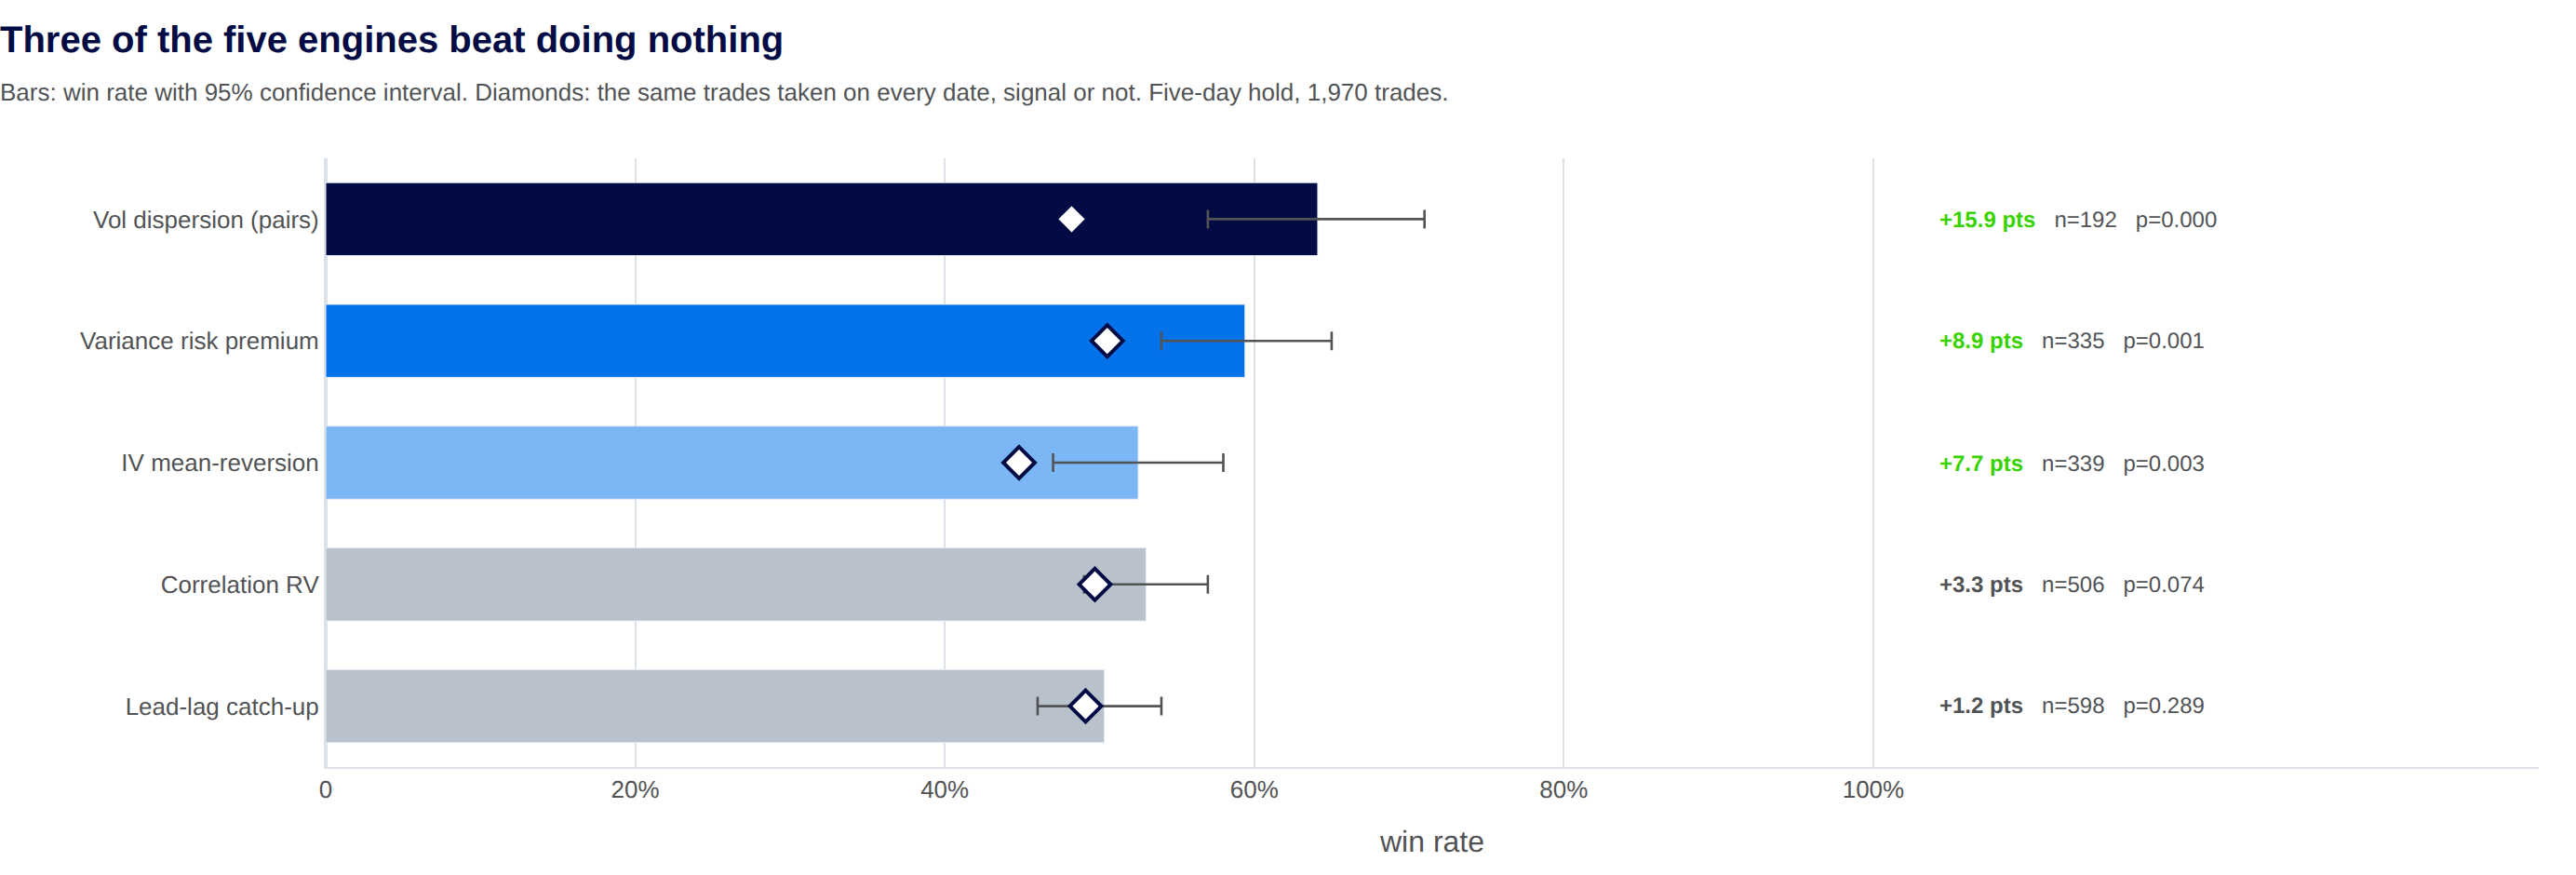 Three of the five engines beat doing nothing
Bars: win rate with 95% confidence interval. Diamonds: the same trades taken on every date, signal or not. Five-day hold, 1,970 trades.
Vol dispersion (pairs) +15.9 pts n=192 p=0.000
Variance risk premium +8.9 pts n=335 p=0.001
IV mean-reversion +7.7 pts n=339 p=0.003
Correlation RV +3.3 pts n=506 p=0.074
Lead-lag catch-up +1.2 pts n=598 p=0.289
0 20% 40% 60% 80% 100%
win rate